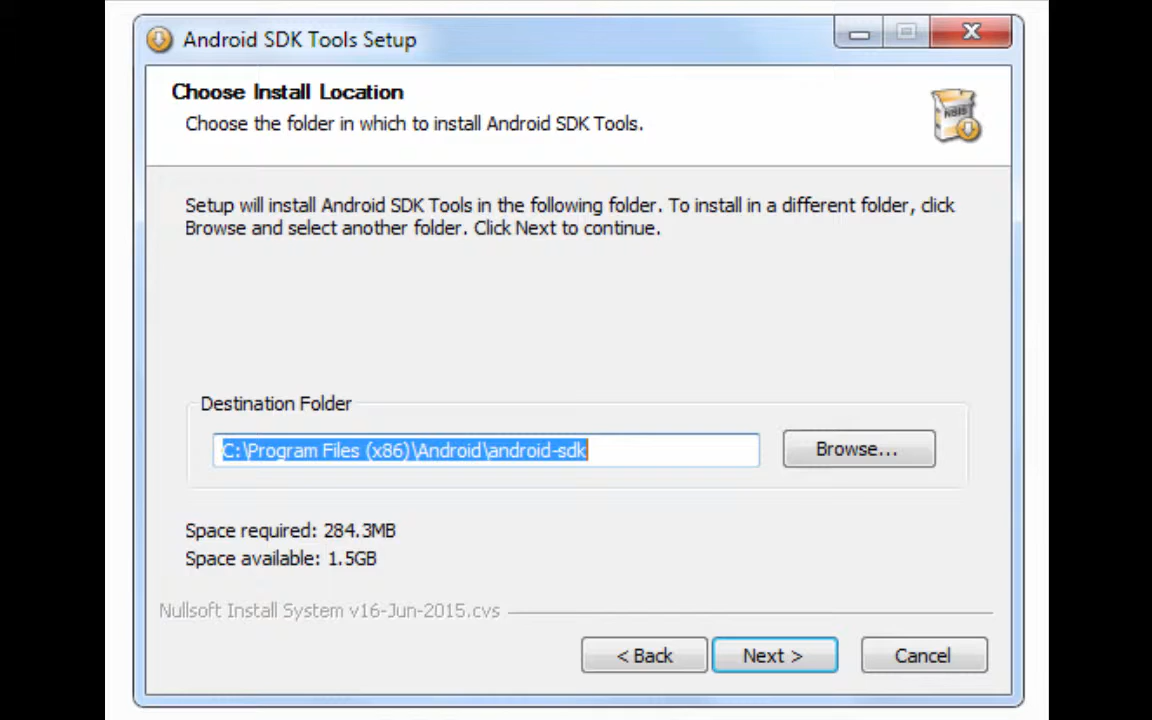 Android SDK Tools Setup
Choose Install Location
Choose the folder in which to install Android SDK Tools.
NSIS
Setup will install Android SDK Tools in the following folder. To install in a different folder, click
Browse and select another folder. Click Next to continue.
Destination Folder
C:\Program Files (x86)\Android\android-sdk
Browse...
Space required: 284.3MB
Space available: 1.5GB
Nullsoft Install System v16-Jun-2015.cvs
< Back
Next >
Cancel